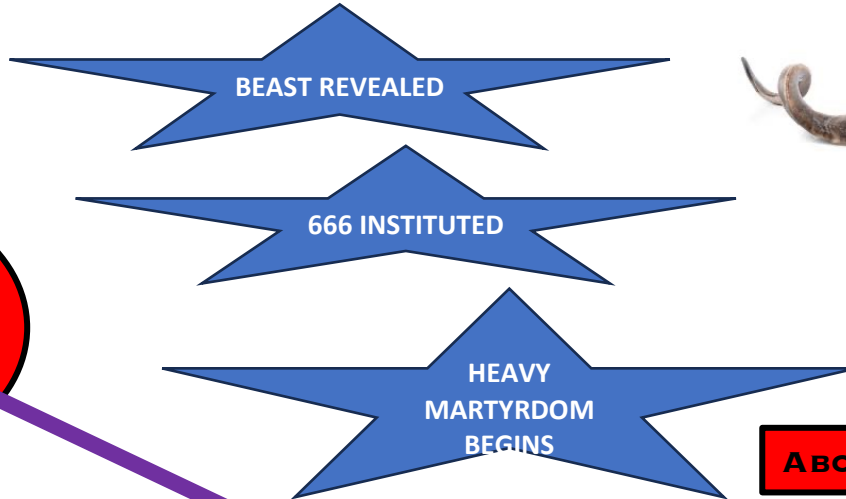 BEAST REVEALED
666 INSTITUTED
HEAVY
MARTYRDOM
BEGINS